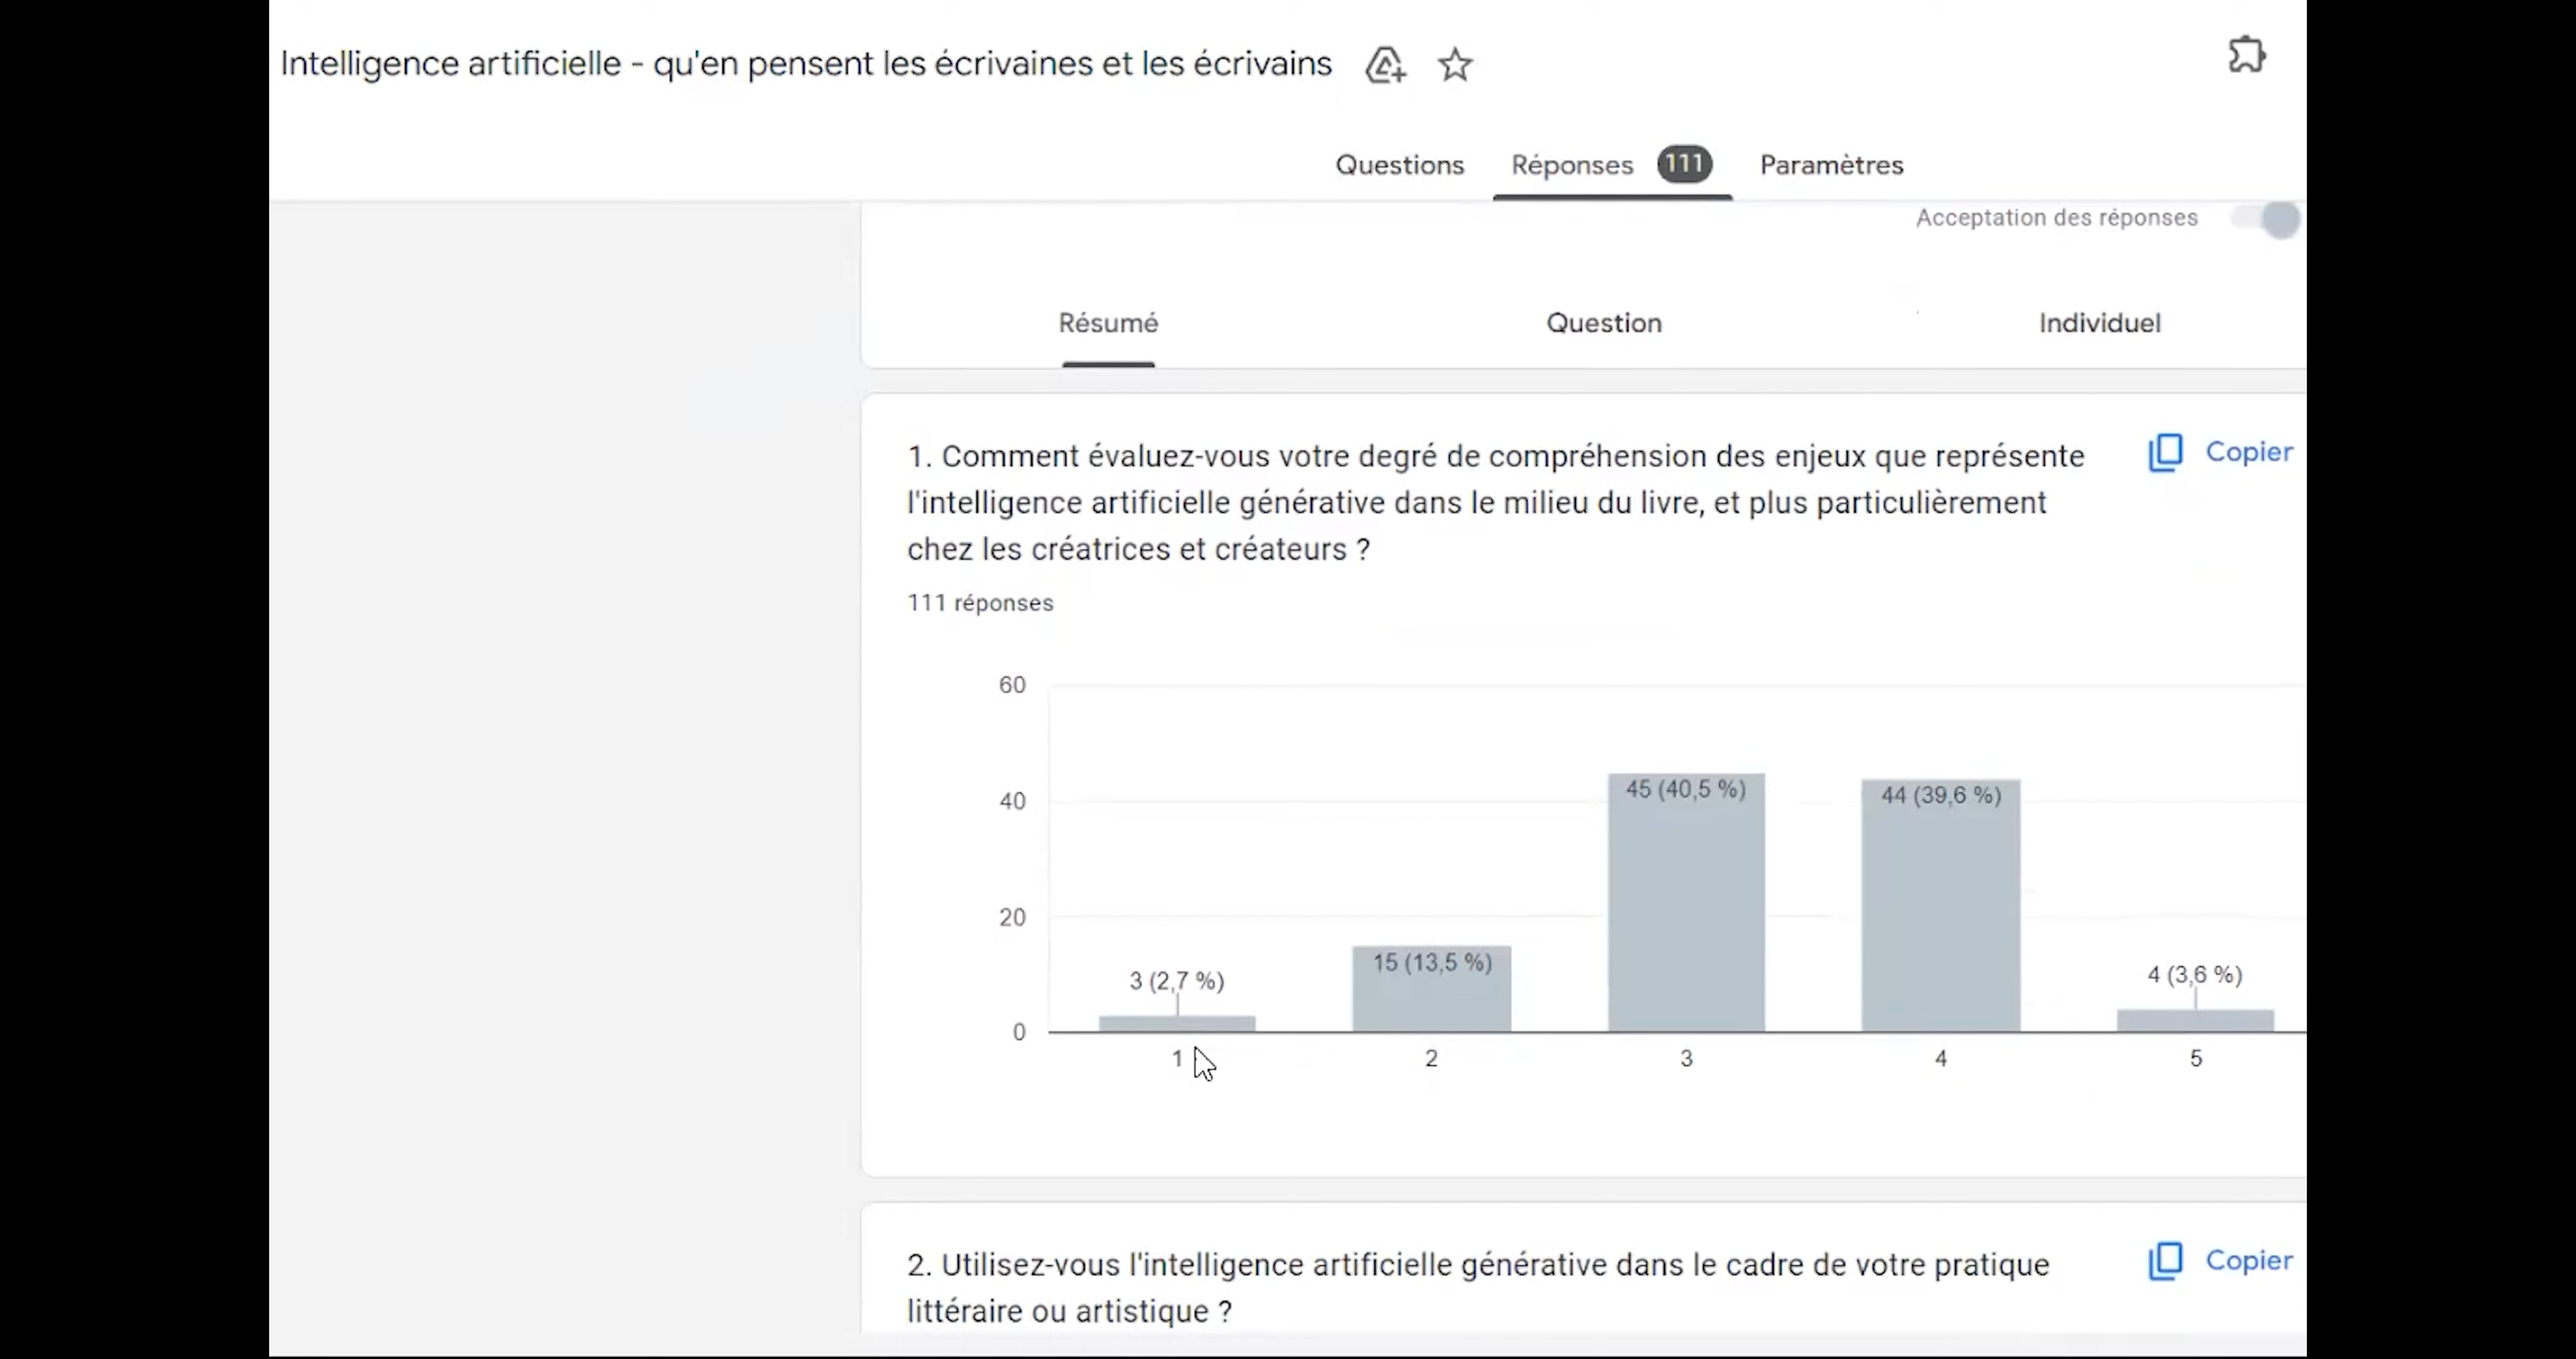 Intelligence artificielle - qu'en pensent les écrivaines et les écrivains
Questions Réponses 111 Paramètres
Acceptation des réponses
Résumé Question Individuel
1. Comment évaluez-vous votre degré de compréhension des enjeux que représente
l'intelligence artificielle générative dans le milieu du livre, et plus particulièrement
chez les créatrices et créateurs ?
Copier
111 réponses
60
40
20
0
3 (2,7 %)
15 (13,5 %)
45 (40,5 %)
44 (39,6 %)
4 (3,6 %)
1 2 3 4 5
2. Utilisez-vous l'intelligence artificielle générative dans le cadre de votre pratique
littéraire ou artistique ?
Copier